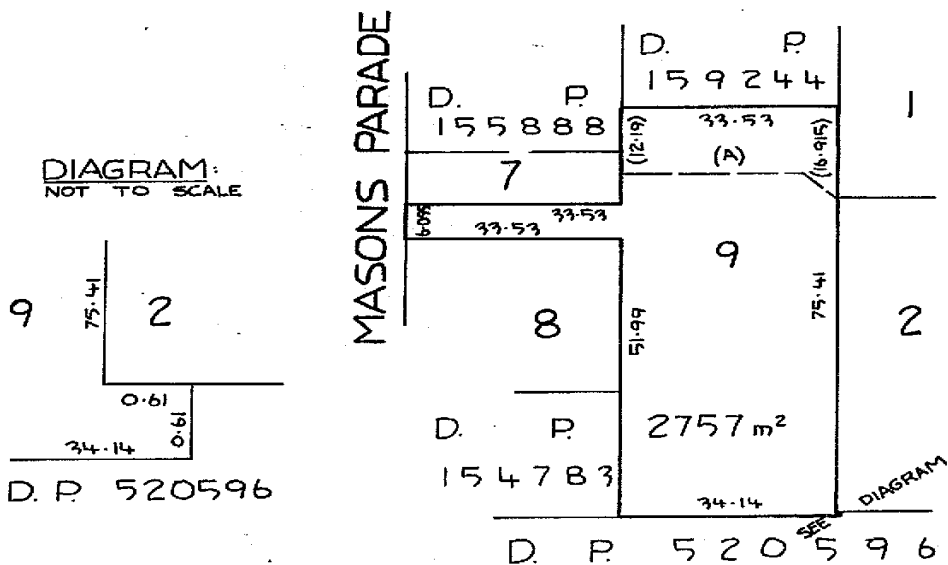 DIAGRAM:
NOT TO SCALE
9
75.41
2
0.61
0.61
34.14
D. P. 520596
MASONS PARADE
D. P.
155888
7
6.095
33.53
33.53
8
D. P.
154783
D. P.
159244
33.53
(12.19)
(A)
(16.915)
1
9
51.99
75.41
2
2757 m²
34.14
SEE DIAGRAM
D. P. 520596